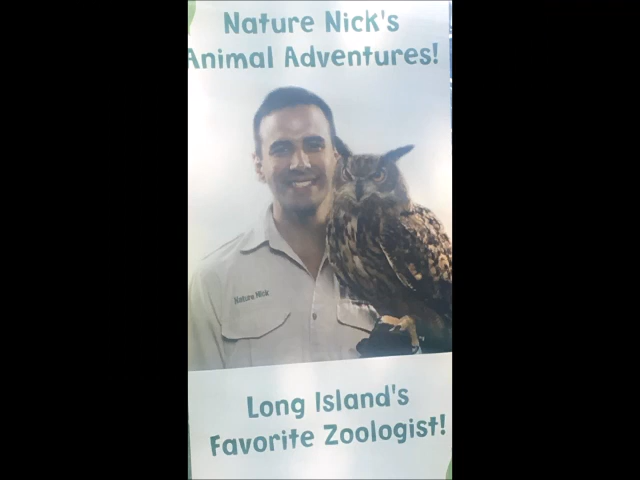 Nature Nick's
Animal Adventures!
Nature Nick
Long Island's
Favorite Zoologist!